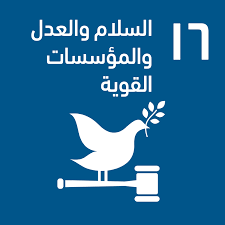 ١٦
السلام والعدل
والمؤسسات
القوية